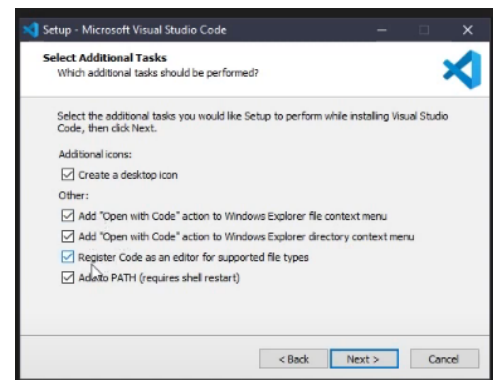 Setup - Microsoft Visual Studio Code
Select Additional Tasks
Which additional tasks should be performed?
Select the additional tasks you would like Setup to perform while installing Visual Studio
Code, then click Next.
Additional icons:
Create a desktop icon
Other:
Add "Open with Code" action to Windows Explorer file context menu
Add "Open with Code" action to Windows Explorer directory context menu
Register Code as an editor for supported file types
Add to PATH (requires shell restart)
< Back
Next >
Cancel